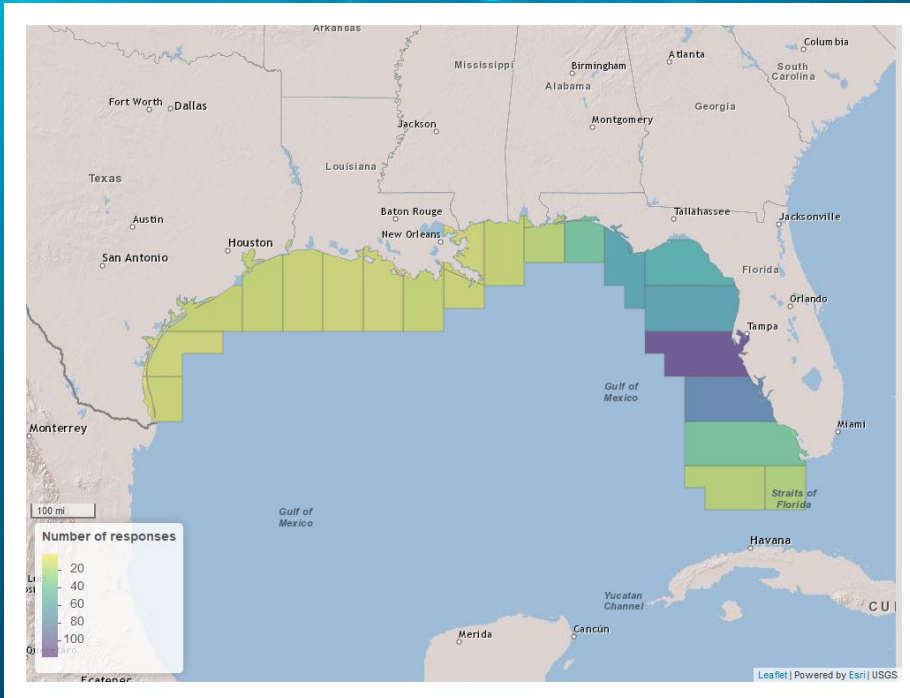 Arkansas
Columbia
Atlanta
Mississippi
Birmingham
South
Carolina
Alabama
Fort Worth
Dallas
Georgia
Jackson
Montgomery
Louisiana
Texas
Baton Rouge
Tallahassee
Austin
Jacksonville
New Orleans
Houston
San Antonio
Florida
Orlando
Tampa
Gulf of
Mexico
Monterrey
Miami
100 mi
Straits of
Florida
Gulf of
Mexico
Number of responses
Havana
20
40
60
80
100
Yucatan
Channel
CU
Cancún
Merida
Leaflet | Powered by Esri | USGS